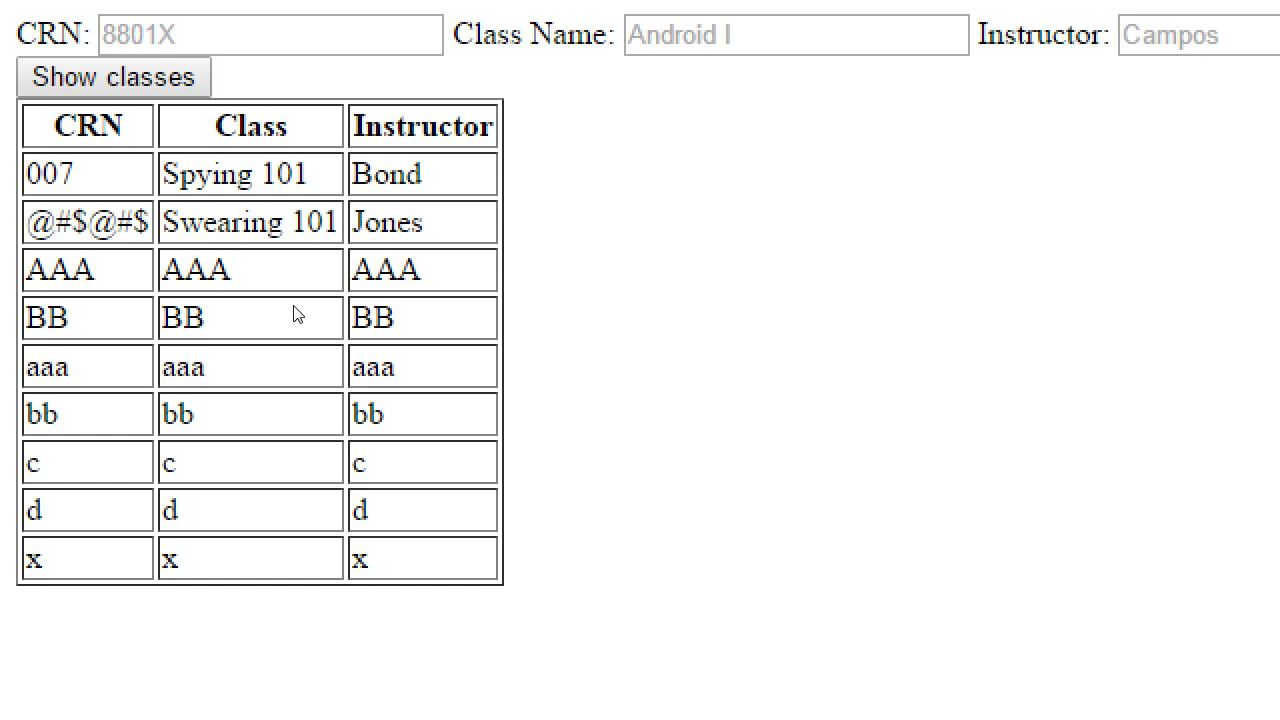 CRN: 8801X Class Name: Android I Instructor: Campos
Show classes
CRN Class Instructor
007 Spying 101 Bond
@#$@#$ Swearing 101 Jones
AAA AAA AAA
BB BB BB
aaa aaa aaa
bb bb bb
c c c
d d d
x x x